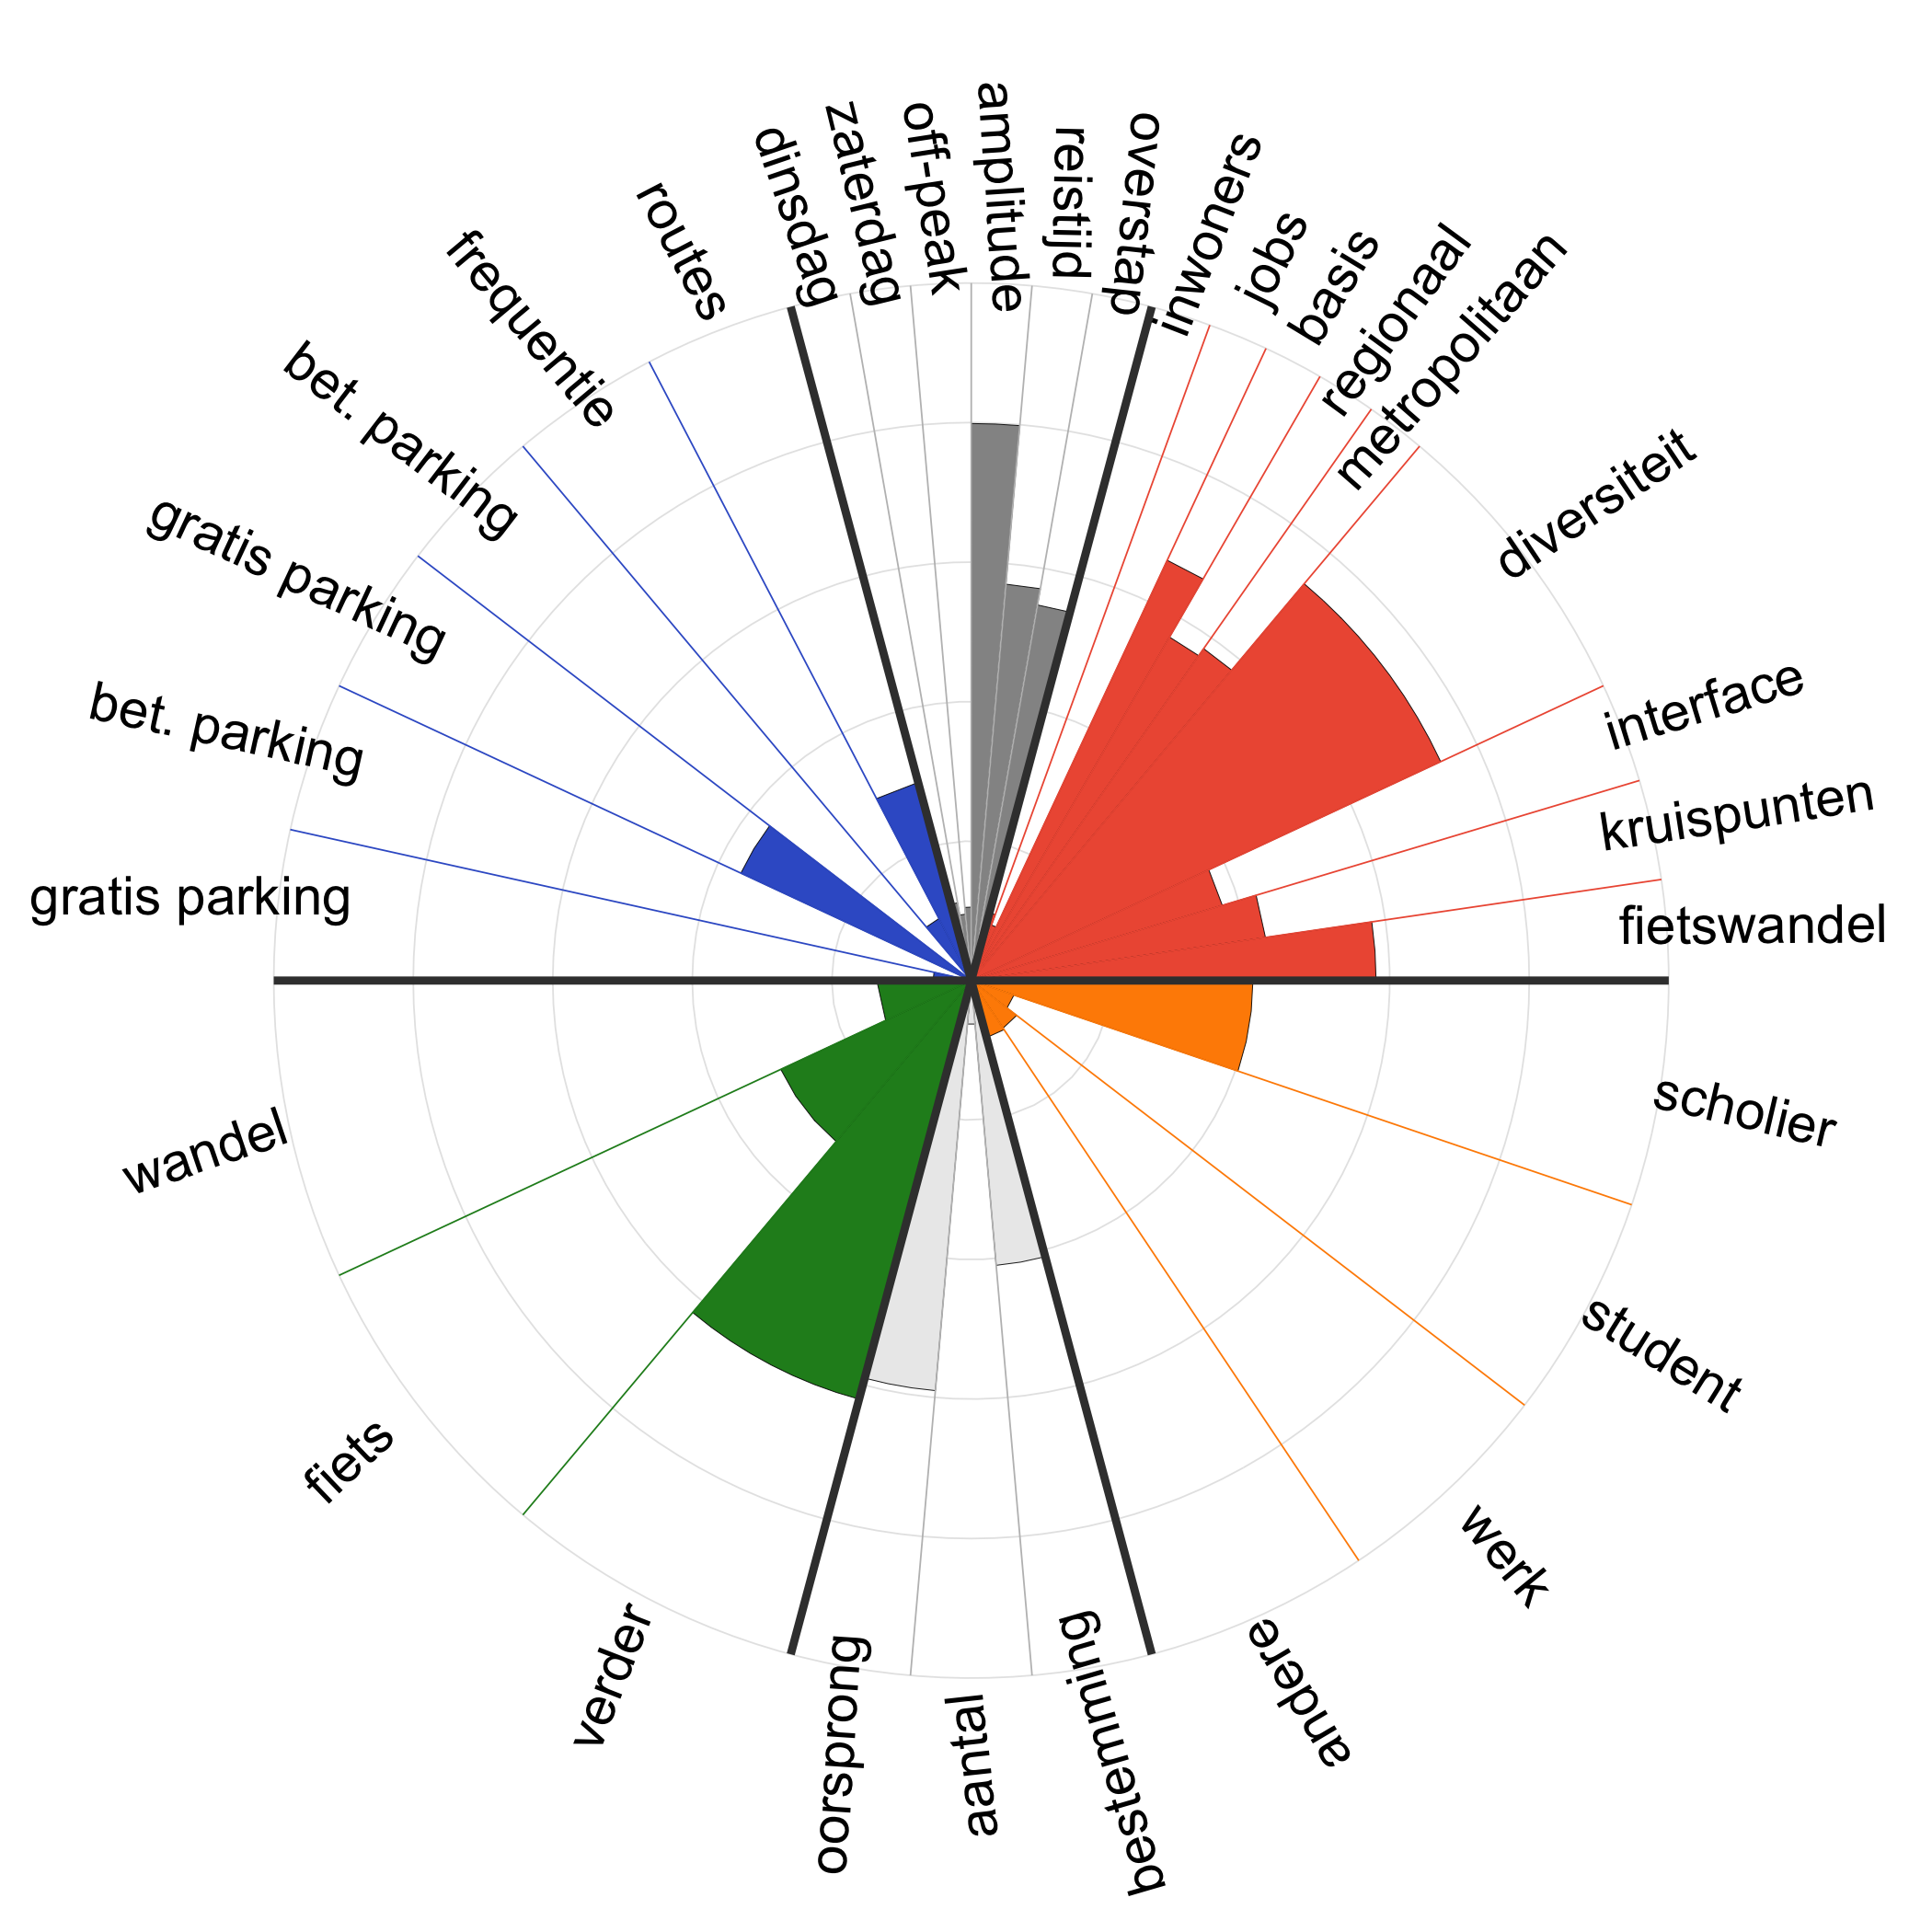 dinsdag
zaterdag
off-peak
amplitude
reistijd
overstap
inwoners
jobs
basis
regionaal
metropolitaan
diversiteit
interface
kruispunten
fietswandel
scholier
student
werk
andere
bestemming
aantal
oorsprong
verder
fiets
wandel
gratis parking
bet. parking
gratis parking
bet. parking
frequentie
routes